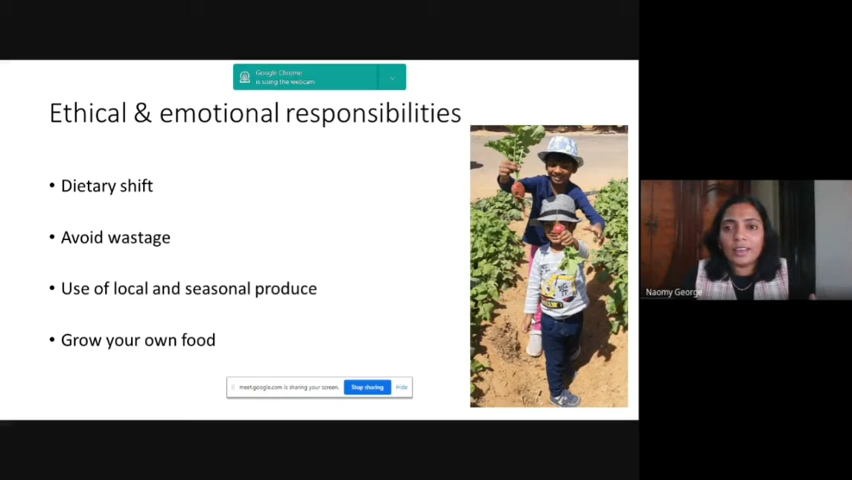 Google Chrome
is using the webcam
Ethical & emotional responsibilities
• Dietary shift
• Avoid wastage
• Use of local and seasonal produce
• Grow your own food
Naomy George
meet.google.com is sharing your screen.
Stop sharing
Hide